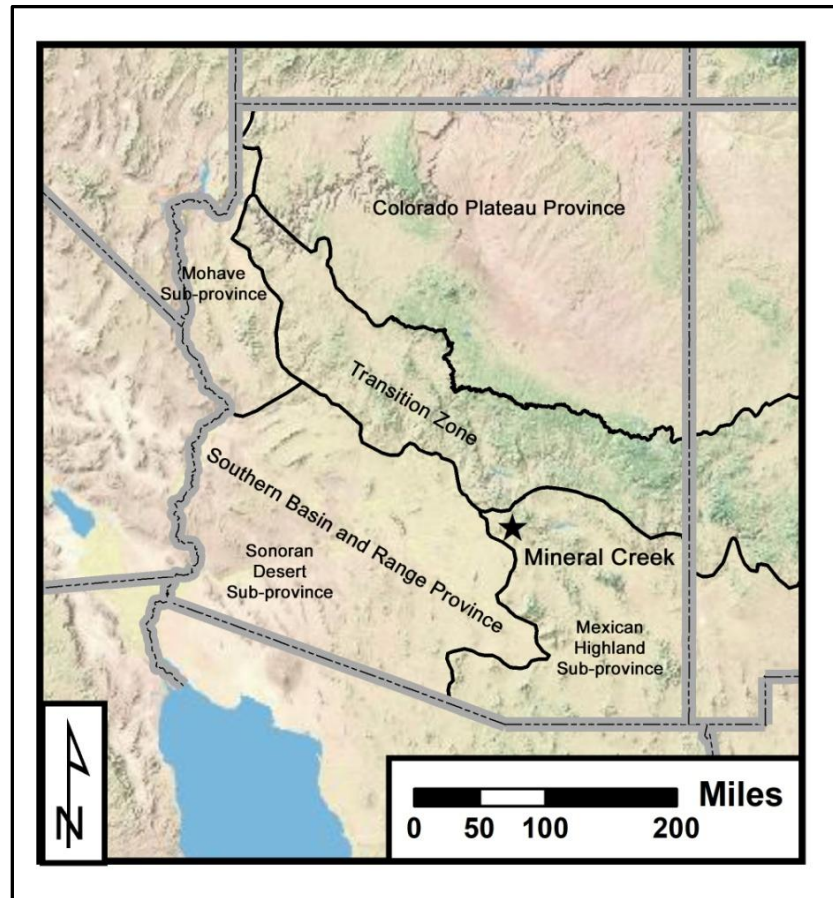 Colorado Plateau Province
Mohave
Sub-province
Transition Zone
Southern Basin and Range Province
Mineral Creek
Sonoran
Desert
Sub-province
Mexican
Highland
Sub-province
N
Miles
0 50 100 200